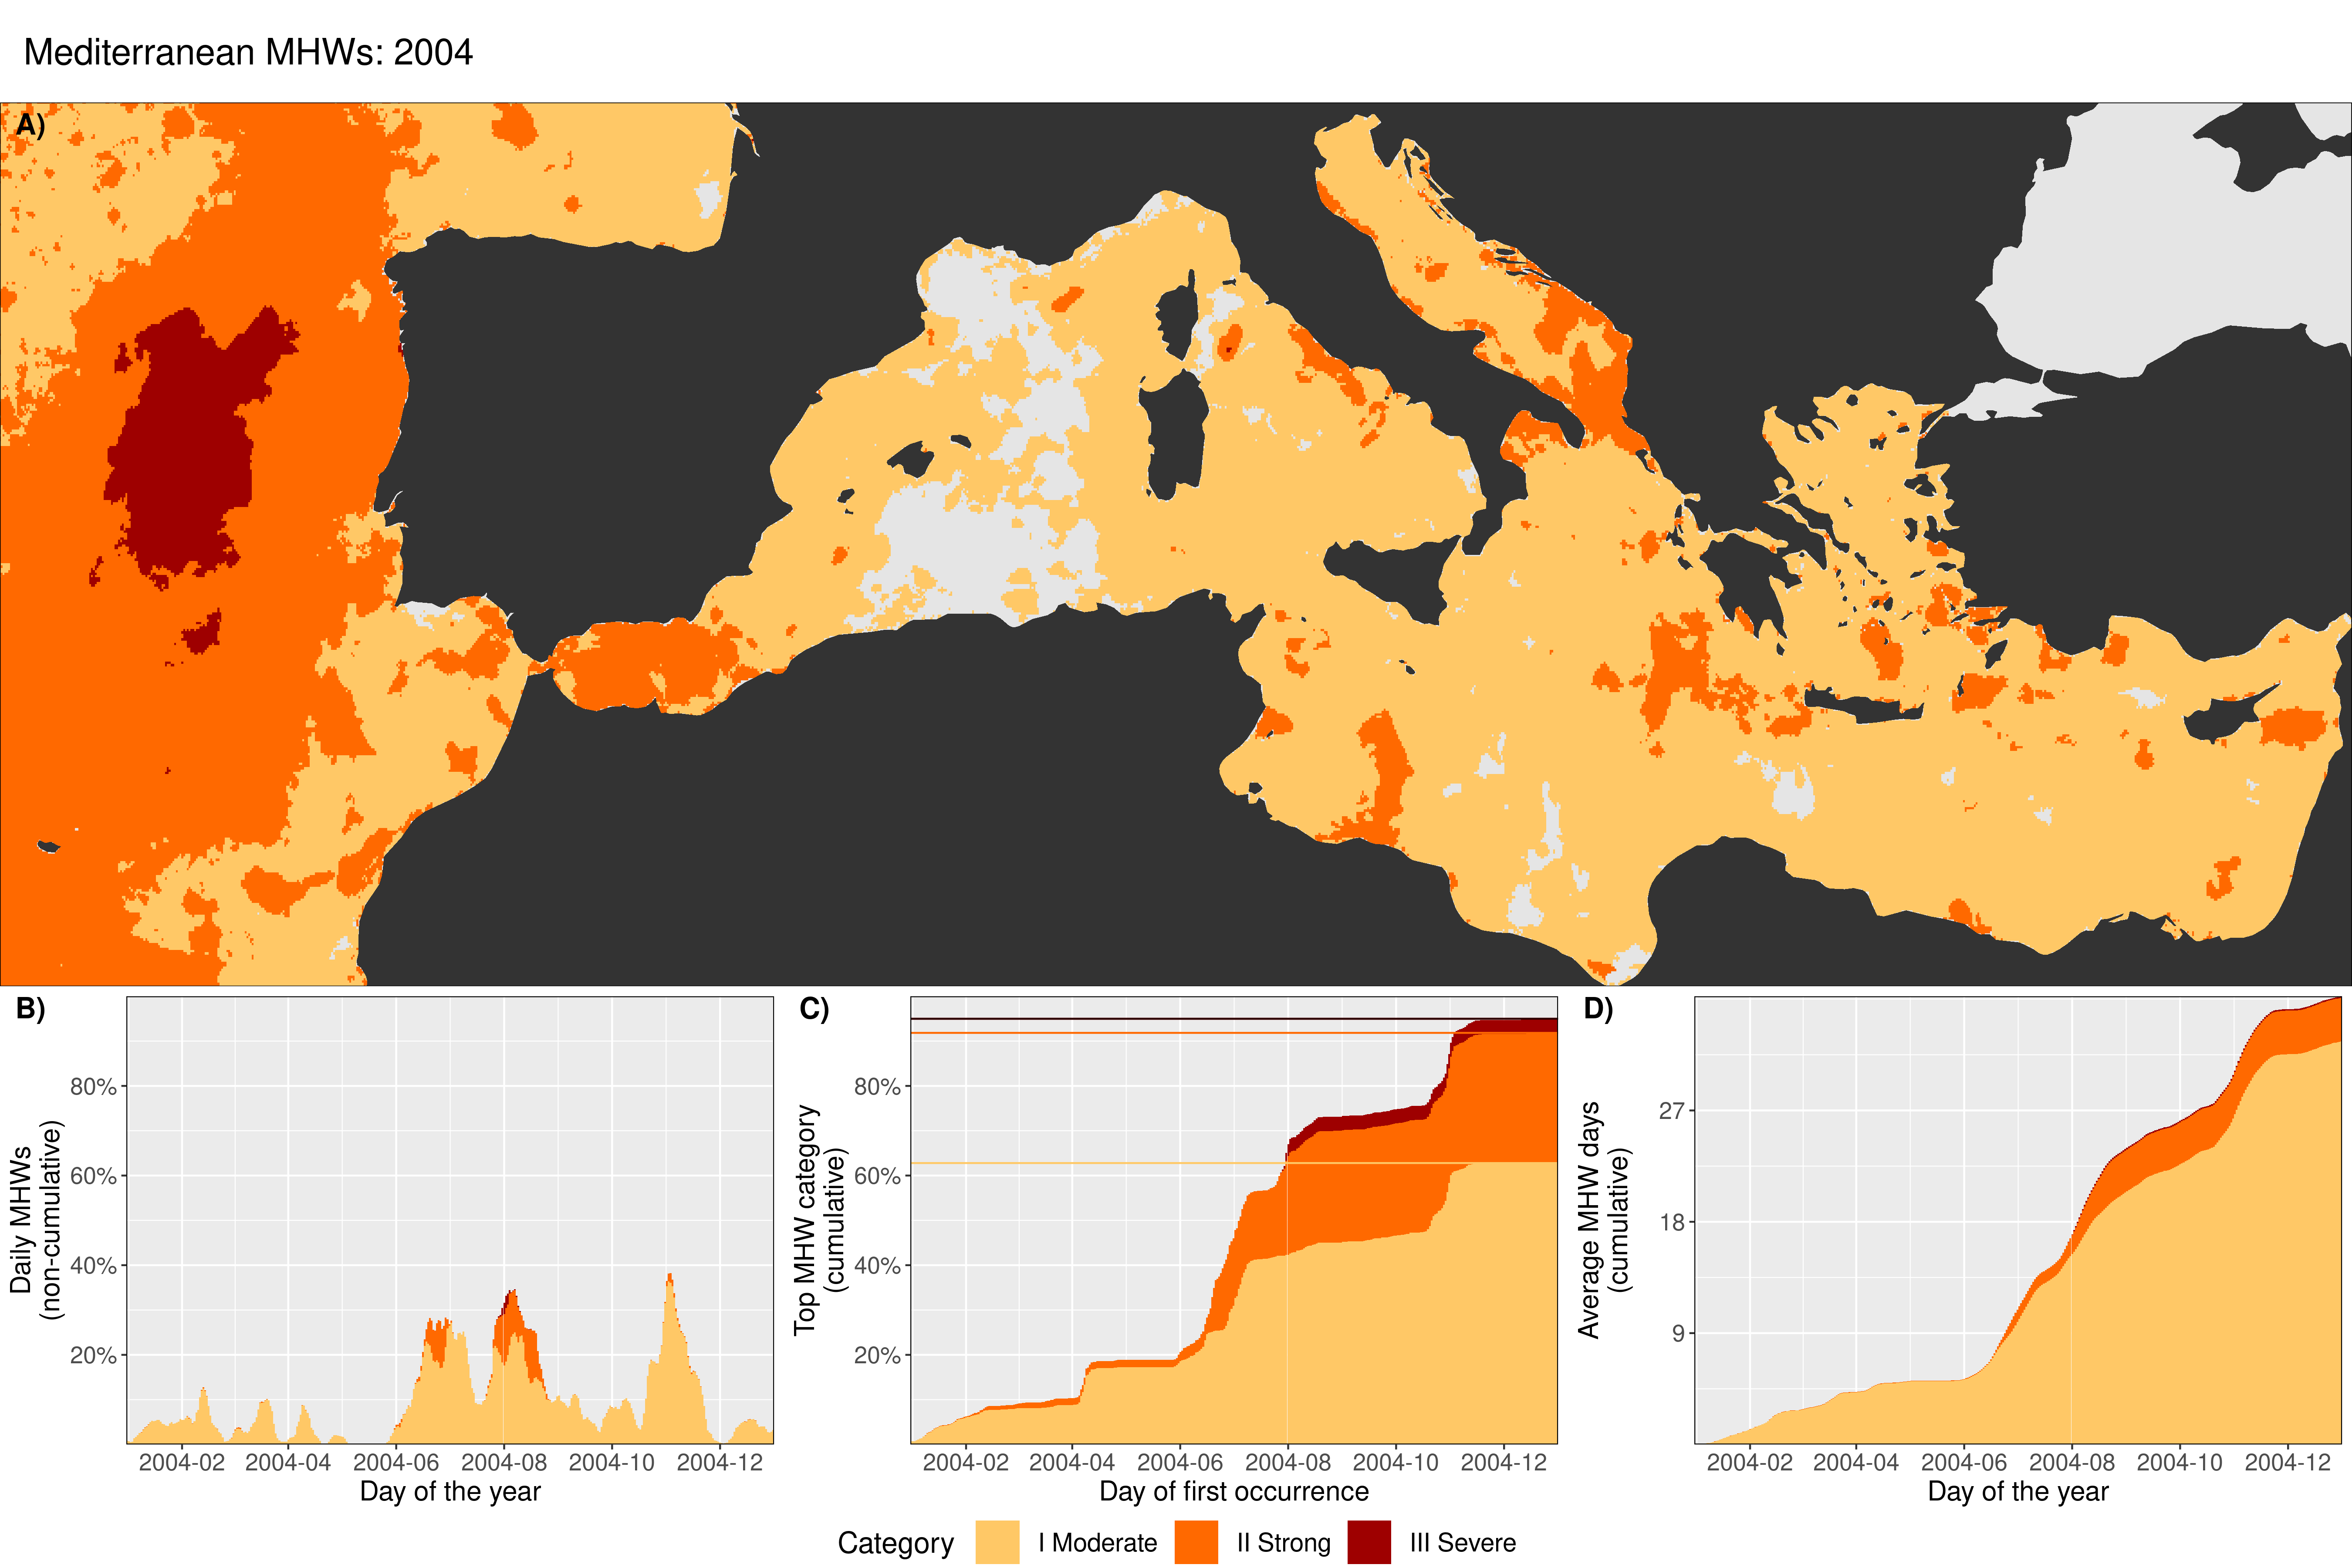 Mediterranean MHWs: 2004
A)
B)
Daily MHWs
(non-cumulative)
80%
60%
40%
20%
2004-02 2004-04 2004-06 2004-08 2004-10 2004-12
Day of the year
C)
Top MHW category
(cumulative)
80%
60%
40%
20%
2004-02 2004-04 2004-06 2004-08 2004-10 2004-12
Day of first occurrence
D)
Average MHW days
(cumulative)
27
18
9
2004-02 2004-04 2004-06 2004-08 2004-10 2004-12
Day of the year
Category I Moderate II Strong III Severe